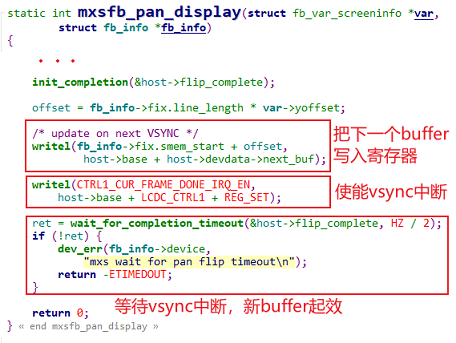 static int mxsfb_pan_display(struct fb_var_screeninfo *var,
struct fb_info *fb_info)
{
...
init_completion(&host->flip_complete);
offset = fb_info->fix.line_length * var->yoffset;
/* update on next VSYNC */
writel(fb_info->fix.smem_start + offset,
host->base + host->devdata->next_buf);
把下一个buffer
写入寄存器
writel(CTRL1_CUR_FRAME_DONE_IRQ_EN,
host->base + LCDC_CTRL1 + REG_SET);
使能vsync中断
ret = wait_for_completion_timeout(&host->flip_complete, HZ / 2);
if (!ret) {
dev_err(fb_info->device,
"mxs wait for pan flip timeout\n");
return -ETIMEDOUT;
}
等待vsync中断，新buffer起效
return 0;
} « end mxsfb_pan_display »